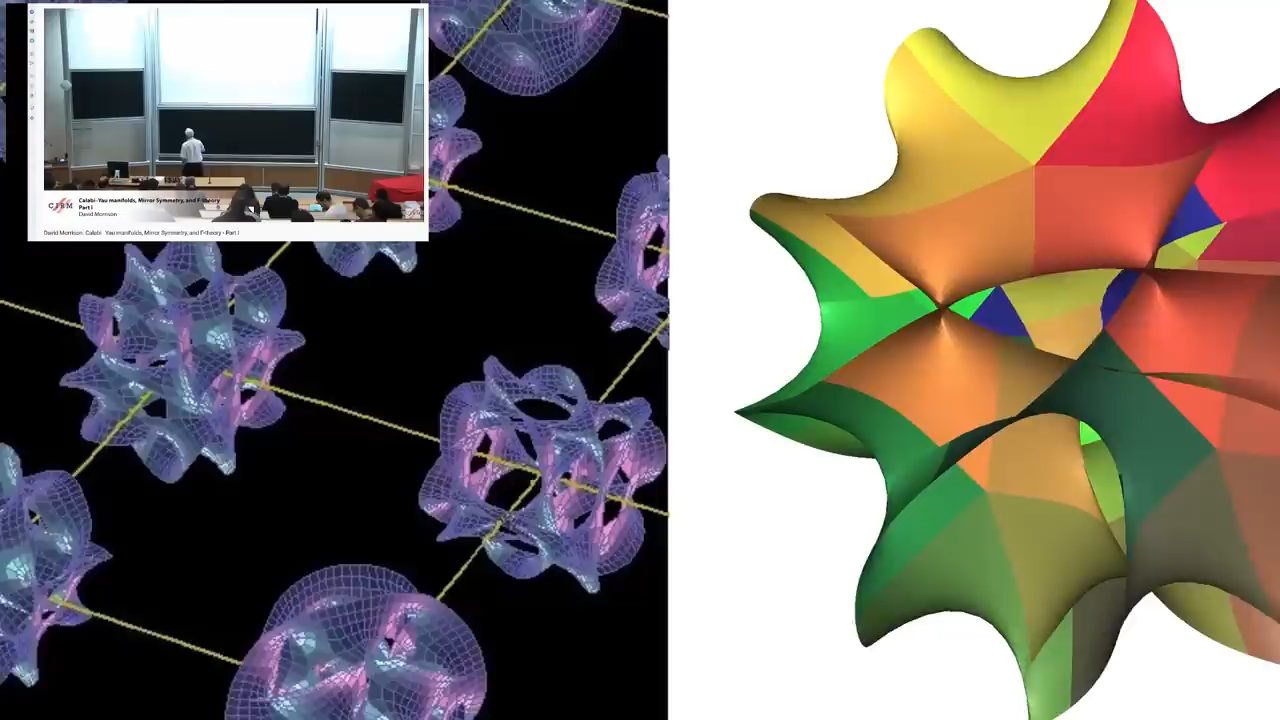 CIRM
Calabi-Yau manifolds, Mirror Symmetry, and F-theory
Part I
David Morrison
David Morrison: Calabi - Yau manifolds, Mirror Symmetry, and F-theory - Part I